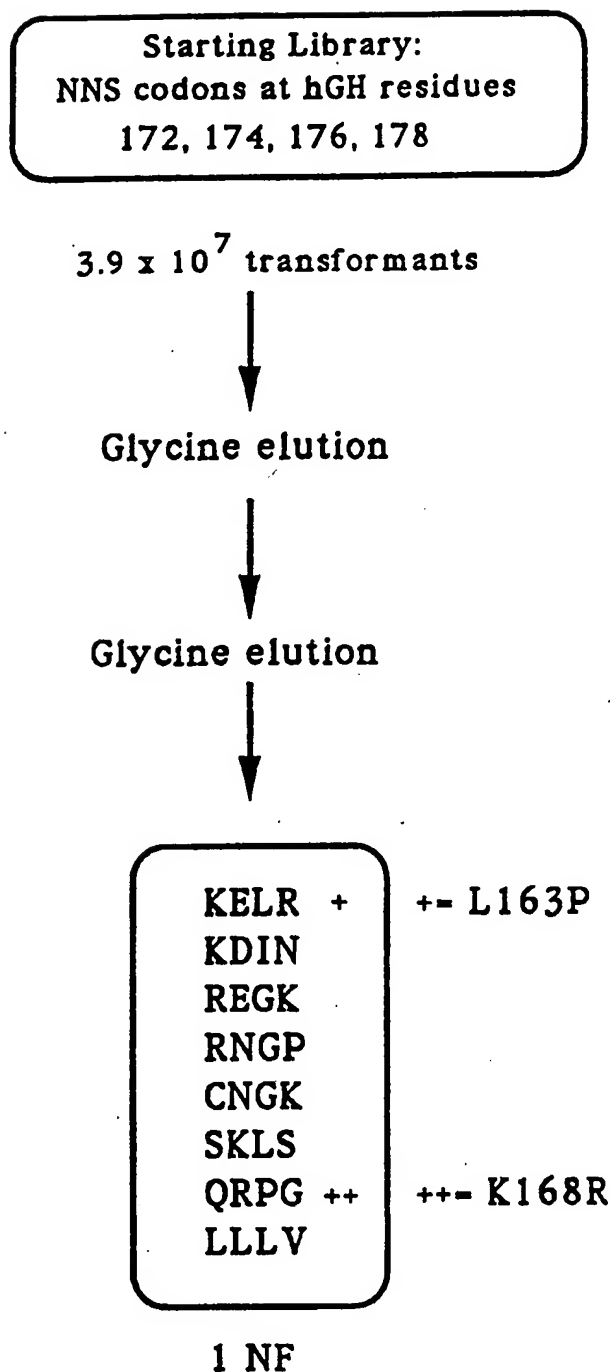 Starting Library:
NNS codons at hGH residues
172, 174, 176, 178
3.9 x 10^7 transformants
Glycine elution
Glycine elution
KELR + += L163P
KDIN
REGK
RNGP
CNGK
SKLS
QRPG ++ ++= K168R
LLLV
1 NF